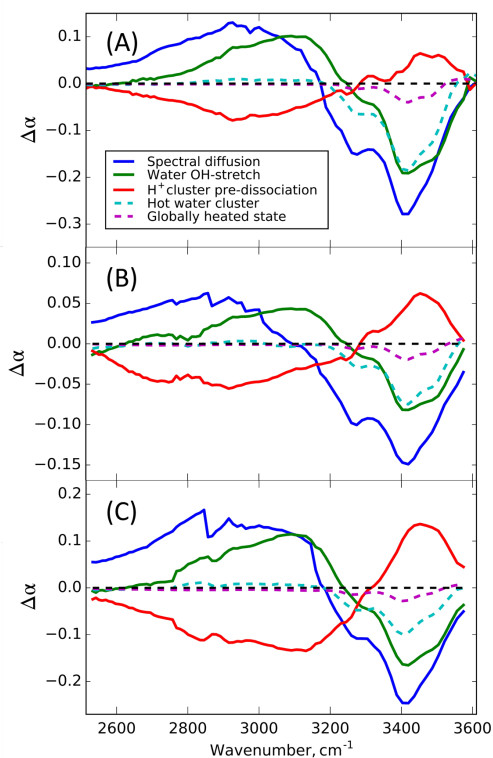 (A)
0.1
0.0
−0.1
−0.2
−0.3
Δα
Spectral diffusion
Water OH-stretch
H⁺cluster pre-dissociation
Hot water cluster
Globally heated state
(B)
0.10
0.05
0.00
−0.05
−0.10
−0.15
Δα
(C)
0.2
0.1
0.0
−0.1
−0.2
Δα
2600 2800 3000 3200 3400 3600
Wavenumber, cm⁻¹